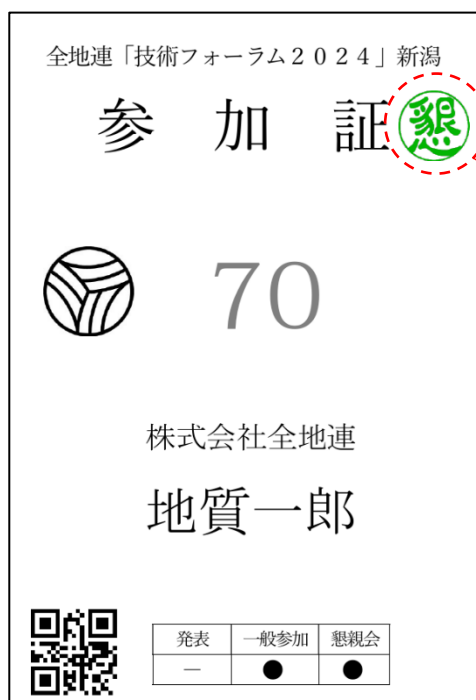 全地連「技術フォーラム２０２４」新潟
参 加 証
懇
70
株式会社全地連
地質一郎
発表 一般参加 懇親会
― ● ●